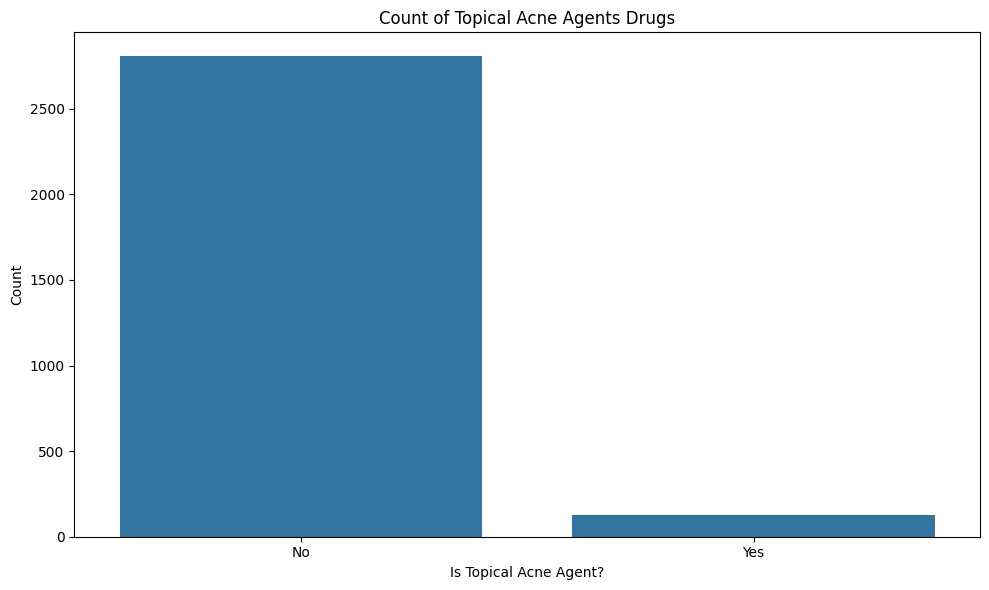 Count of Topical Acne Agents Drugs
2500
2000
1500
1000
500
0
Count
No
Yes
Is Topical Acne Agent?